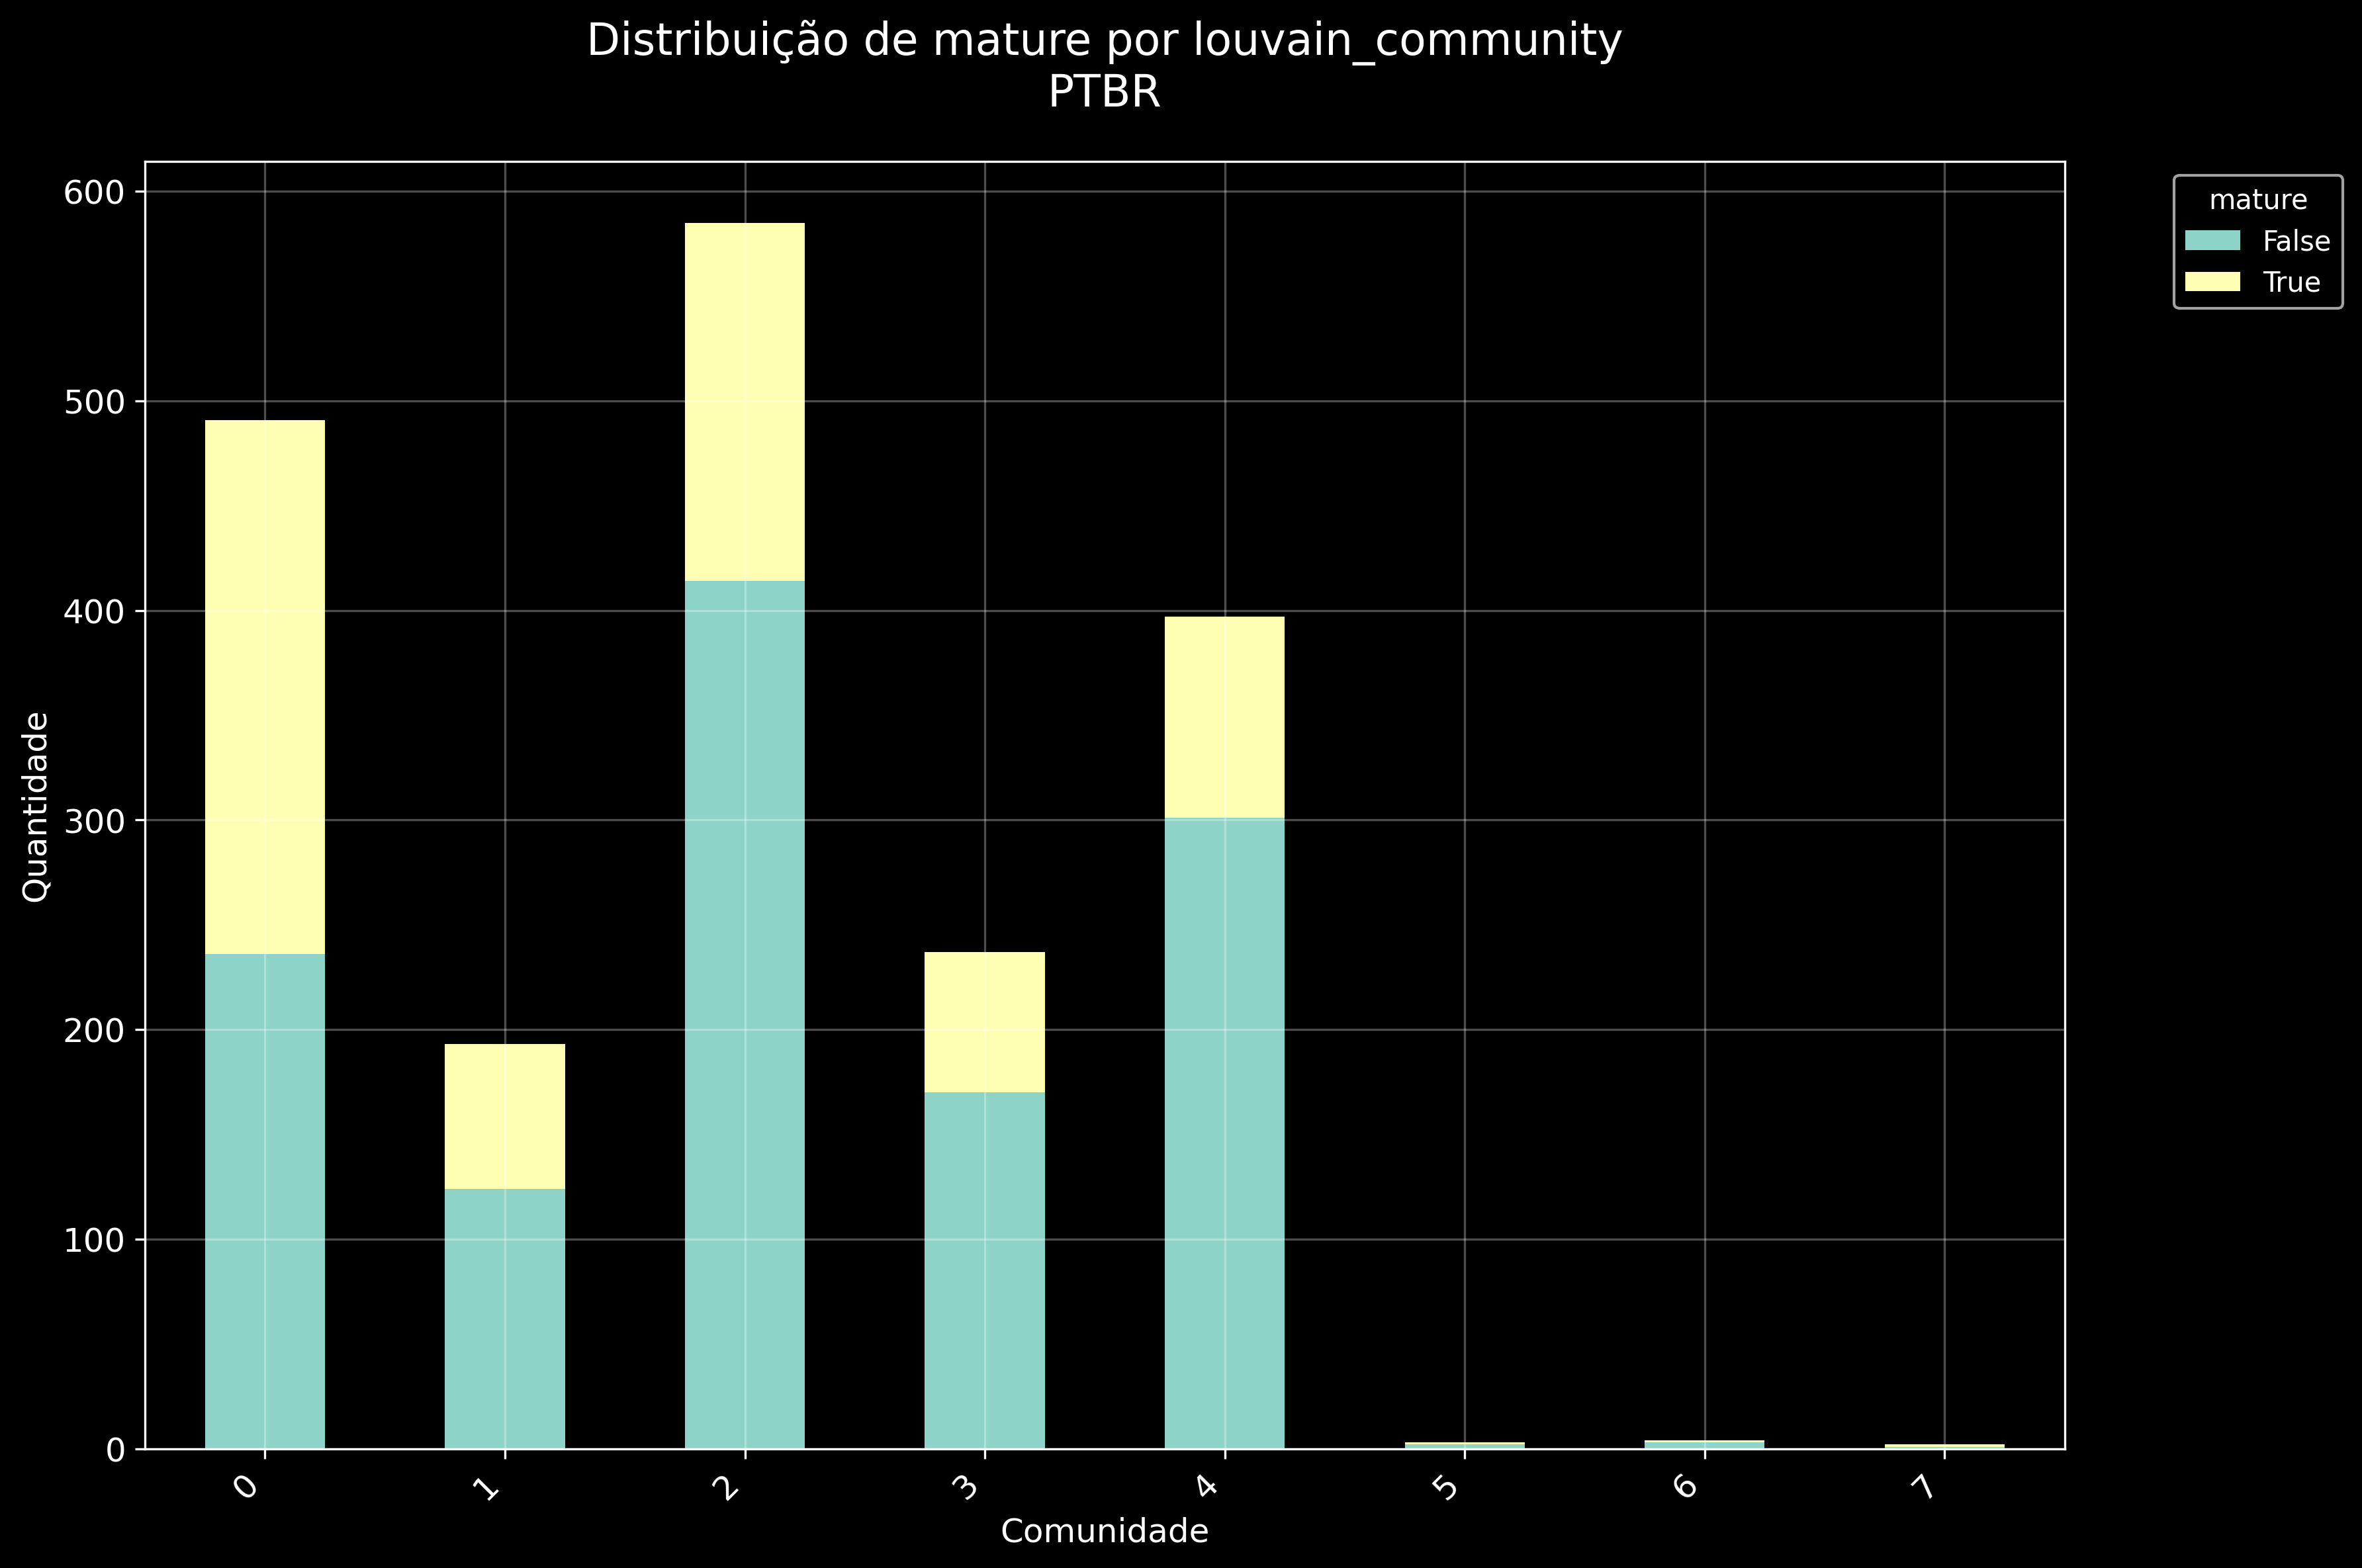 Distribuição de mature por louvain_community
PTBR
mature
False
True
Quantidade
600
500
400
300
200
100
0
0
1
2
3
4
5
6
7
Comunidade